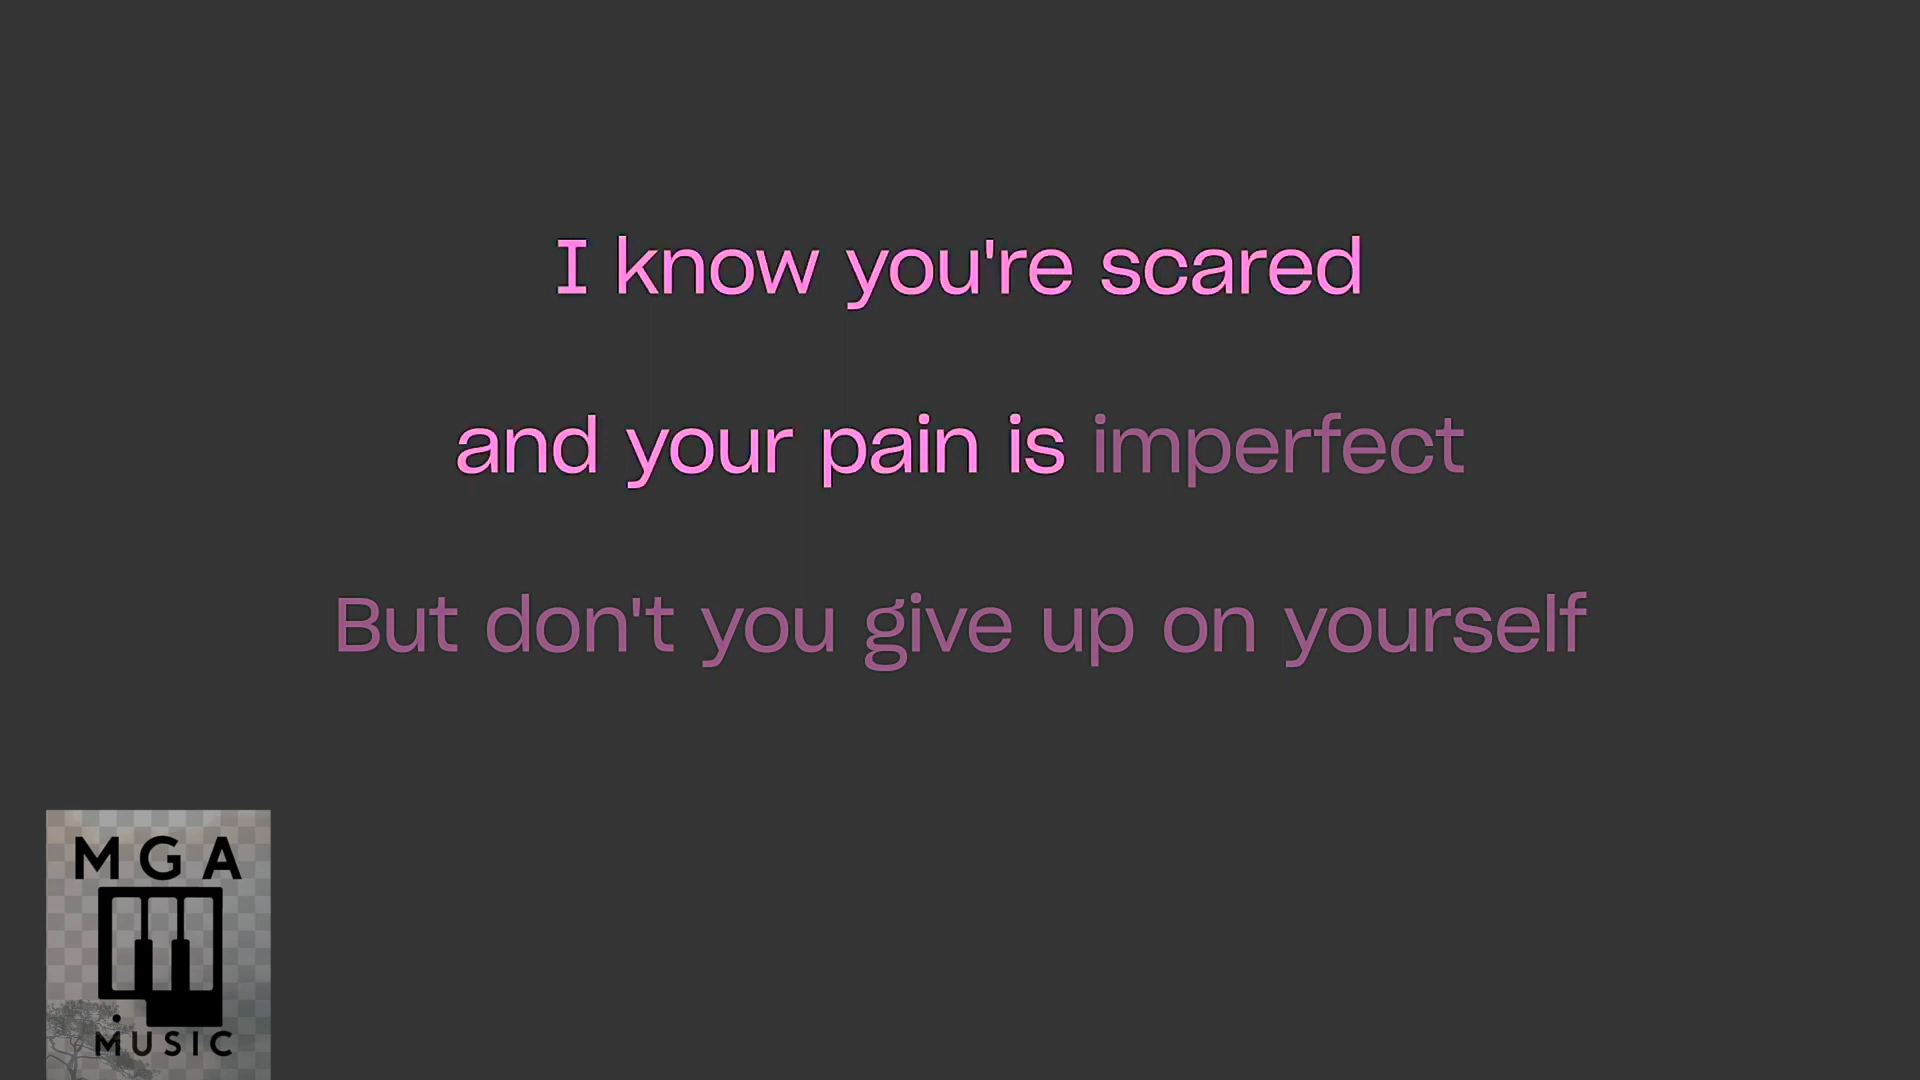 I know you're scared
and your pain is imperfect
But don't you give up on yourself
MGA
MUSIC